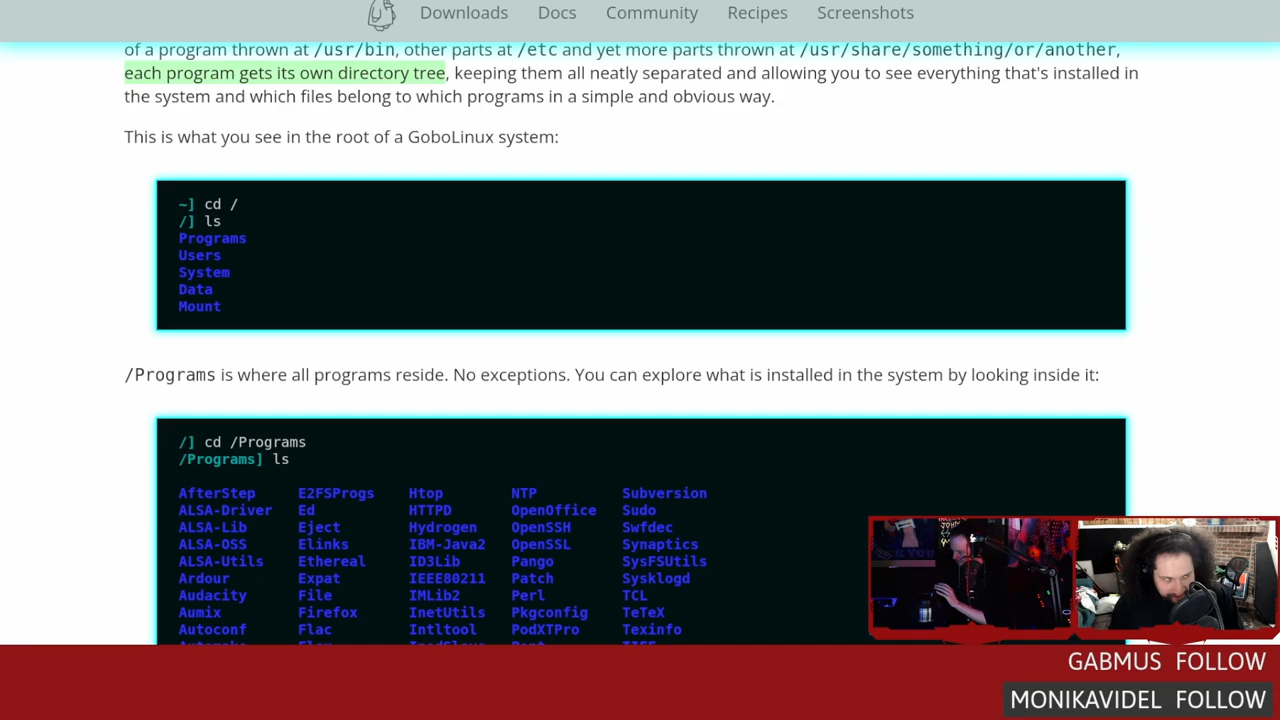 Downloads Docs Community Recipes Screenshots
of a program thrown at /usr/bin, other parts at /etc and yet more parts thrown at /usr/share/something/or/another,
each program gets its own directory tree, keeping them all neatly separated and allowing you to see everything that's installed in
the system and which files belong to which programs in a simple and obvious way.
This is what you see in the root of a GoboLinux system:
~] cd /
/] ls
Programs
Users
System
Data
Mount
/Programs is where all programs reside. No exceptions. You can explore what is installed in the system by looking inside it:
/] cd /Programs
/Programs] ls
AfterStep E2FSProgs Htop NTP Subversion
ALSA-Driver Ed HTTPD OpenOffice Sudo
ALSA-Lib Eject Hydrogen OpenSSH Swfdec
ALSA-OSS Elinks IBM-Java2 OpenSSL Synaptics
ALSA-Utils Ethereal ID3Lib Pango SysFSUtils
Ardour Expat IEEE80211 Patch Sysklogd
Audacity File IMLib2 Perl TCL
Aumix Firefox InetUtils Pkgconfig TeTeX
Autoconf Flac Intltool PodXTPro Texinfo
GABMUS FOLLOW
MONIKAVIDEL FOLLOW